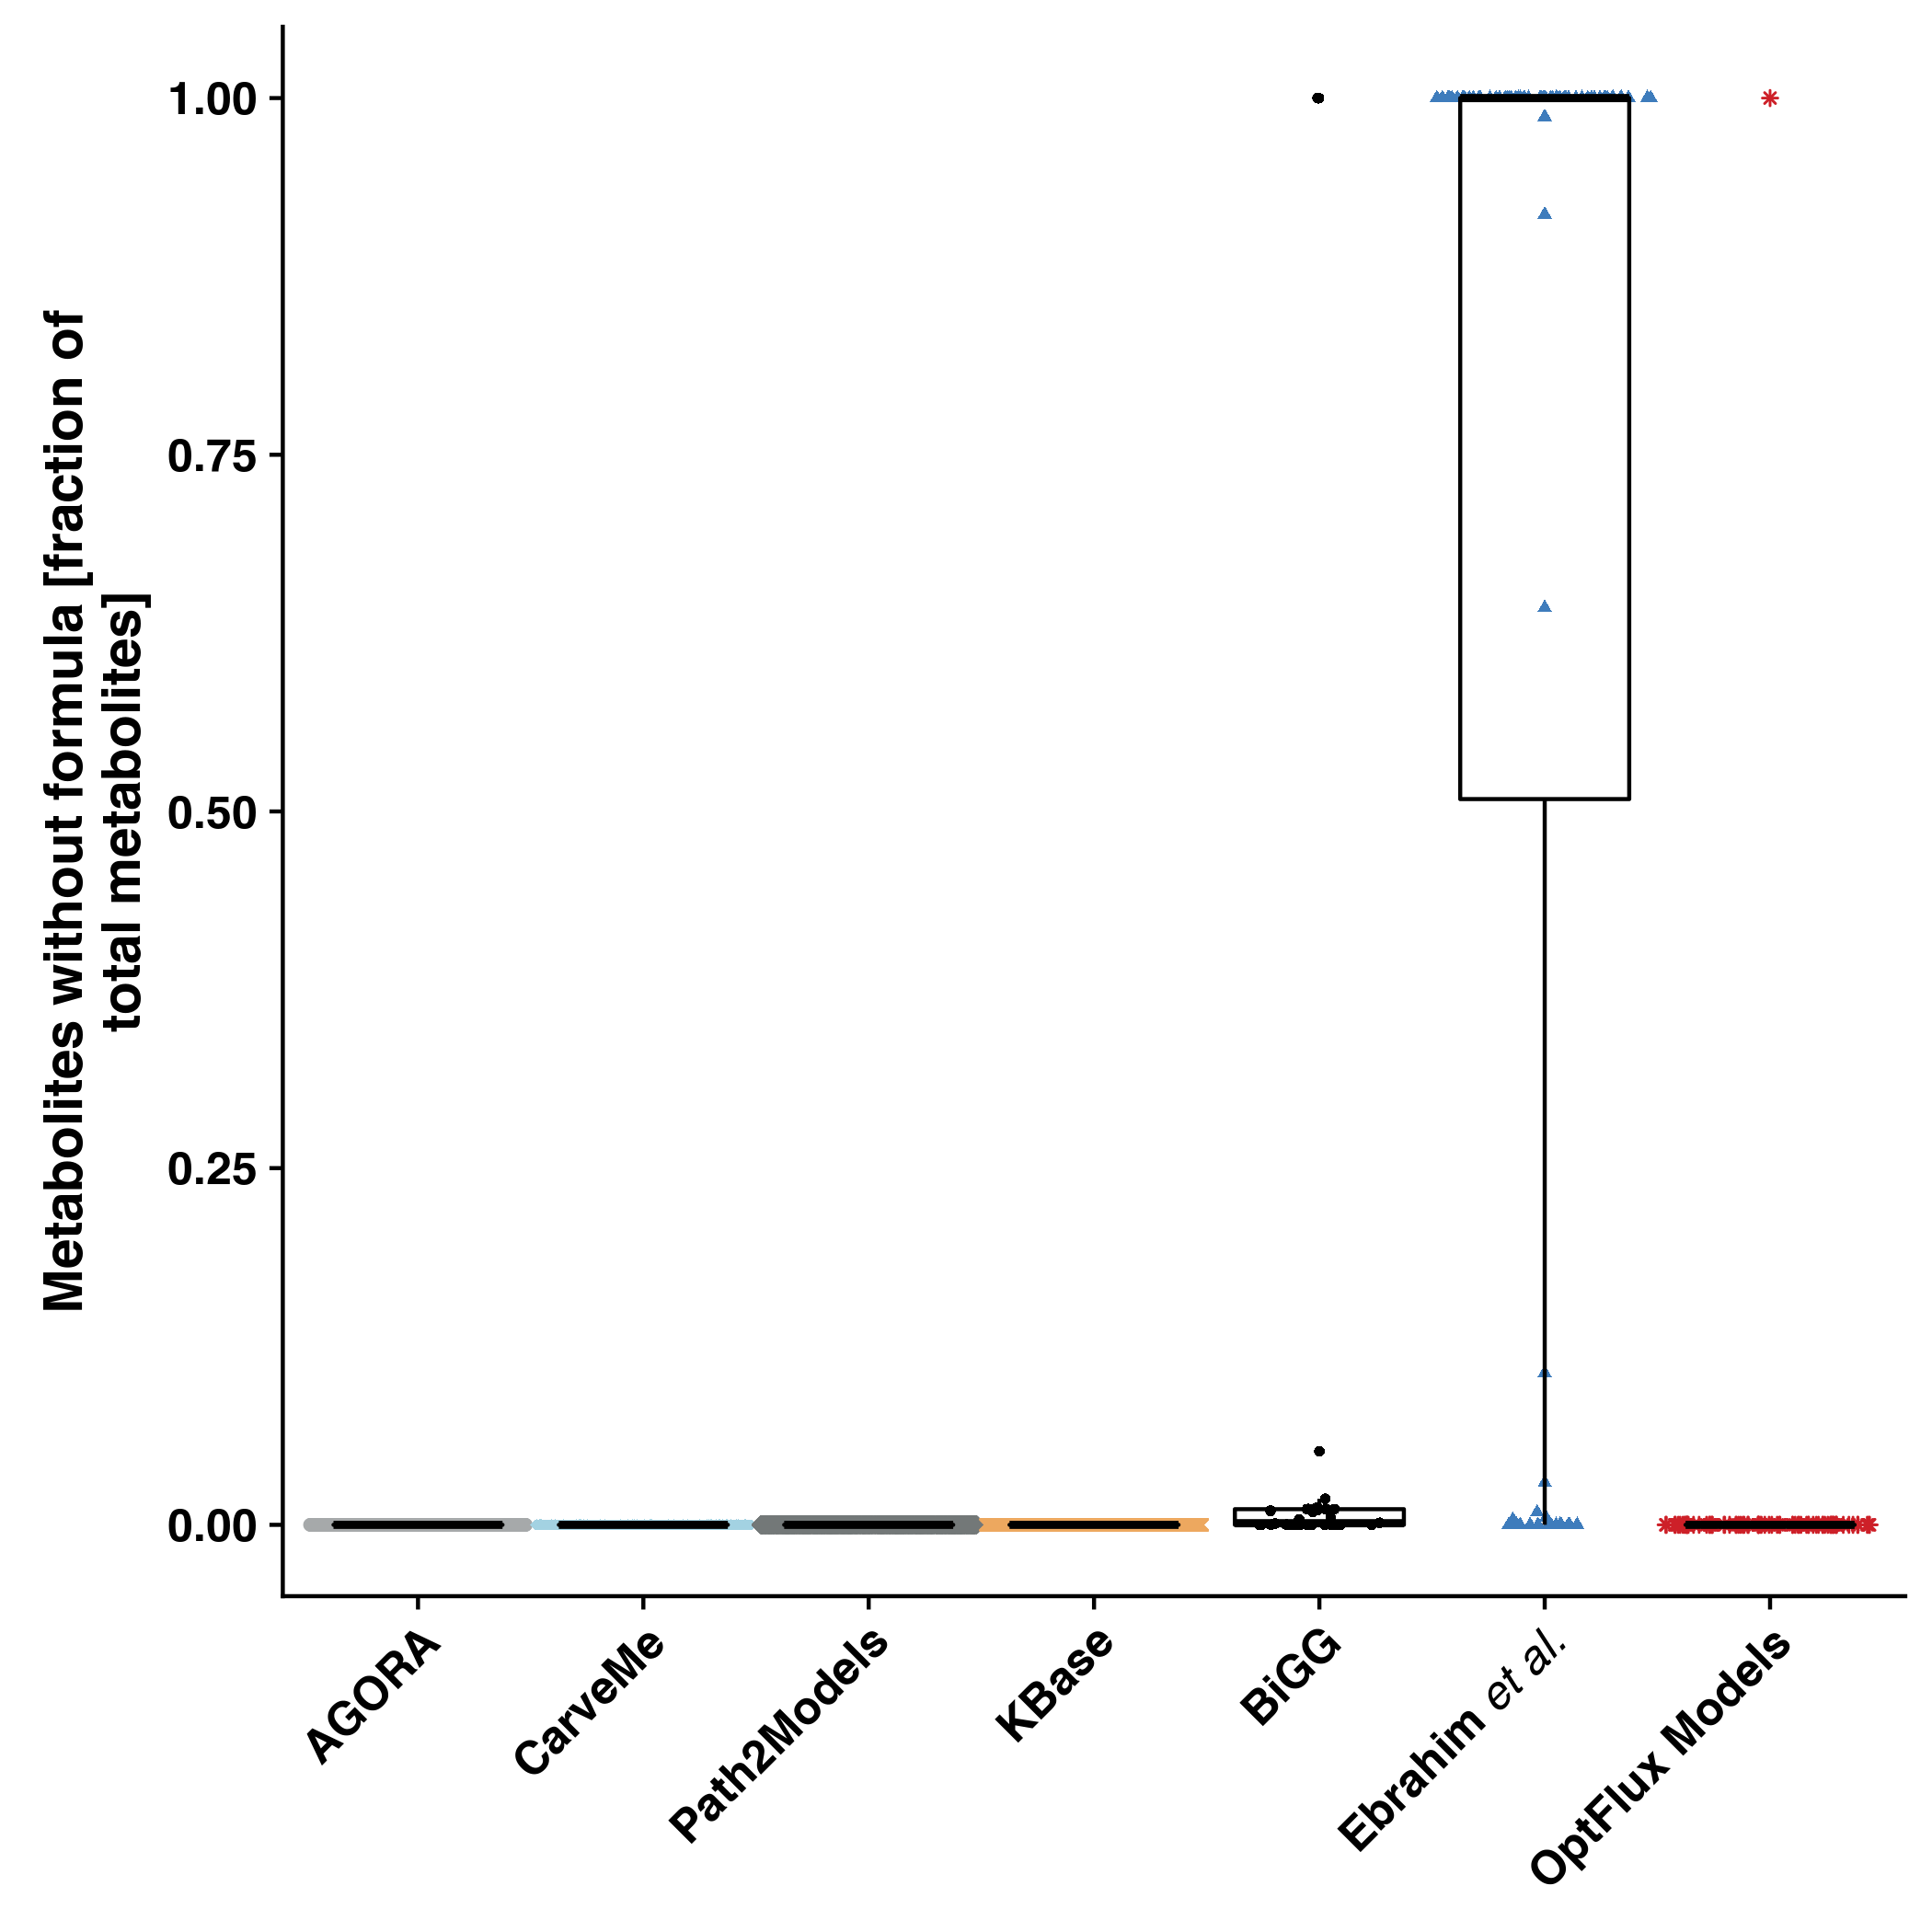 Metabolites without formula [fraction of
total metabolites]
1.00
0.75
0.50
0.25
0.00
AGORA
CarveMe
Path2Models
KBase
BiGG
Ebrahim et al.
OptFlux Models